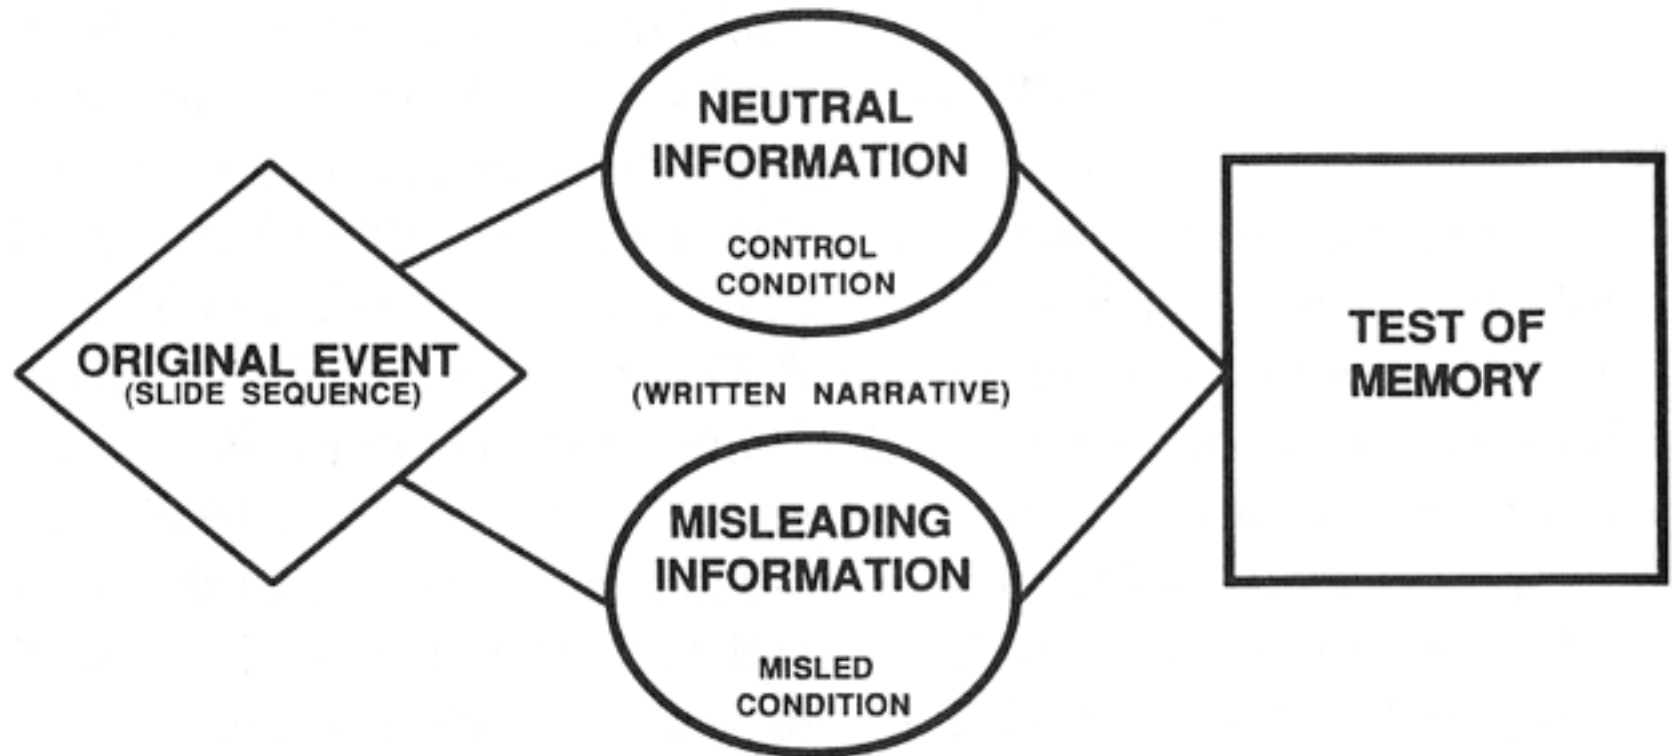 ORIGINAL EVENT
(SLIDE SEQUENCE)
NEUTRAL
INFORMATION
CONTROL
CONDITION
(WRITTEN NARRATIVE)
MISLEADING
INFORMATION
MISLED
CONDITION
TEST OF
MEMORY